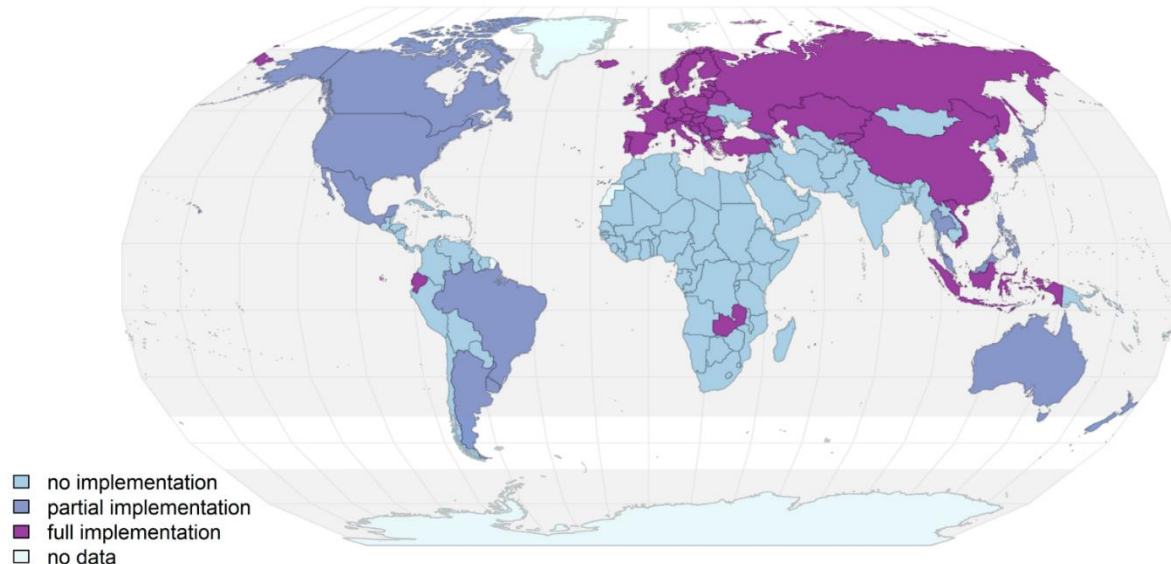 no implementation
partial implementation
full implementation
no data